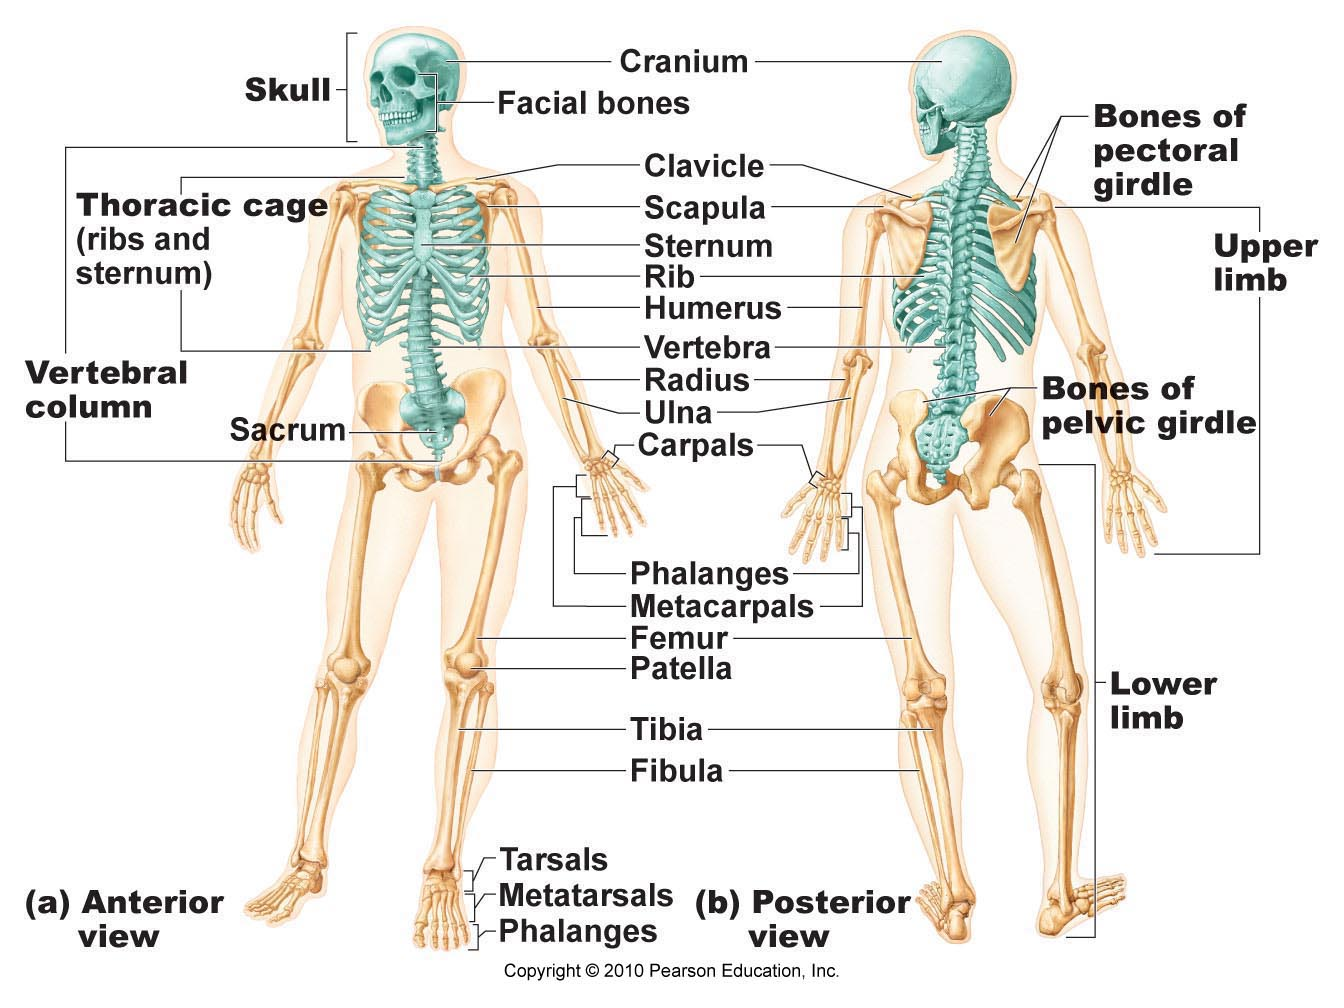 Skull
Cranium
Facial bones
Bones of
pectoral
girdle
Clavicle
Thoracic cage
(ribs and
sternum)
Scapula
Sternum
Rib
Upper
limb
Humerus
Vertebra
Vertebral
column
Radius
Ulna
Bones of
pelvic girdle
Sacrum
Carpals
Phalanges
Metacarpals
Femur
Patella
Lower
limb
Tibia
Fibula
Tarsals
Metatarsals
Phalanges
(a) Anterior
view
(b) Posterior
view
Copyright © 2010 Pearson Education, Inc.